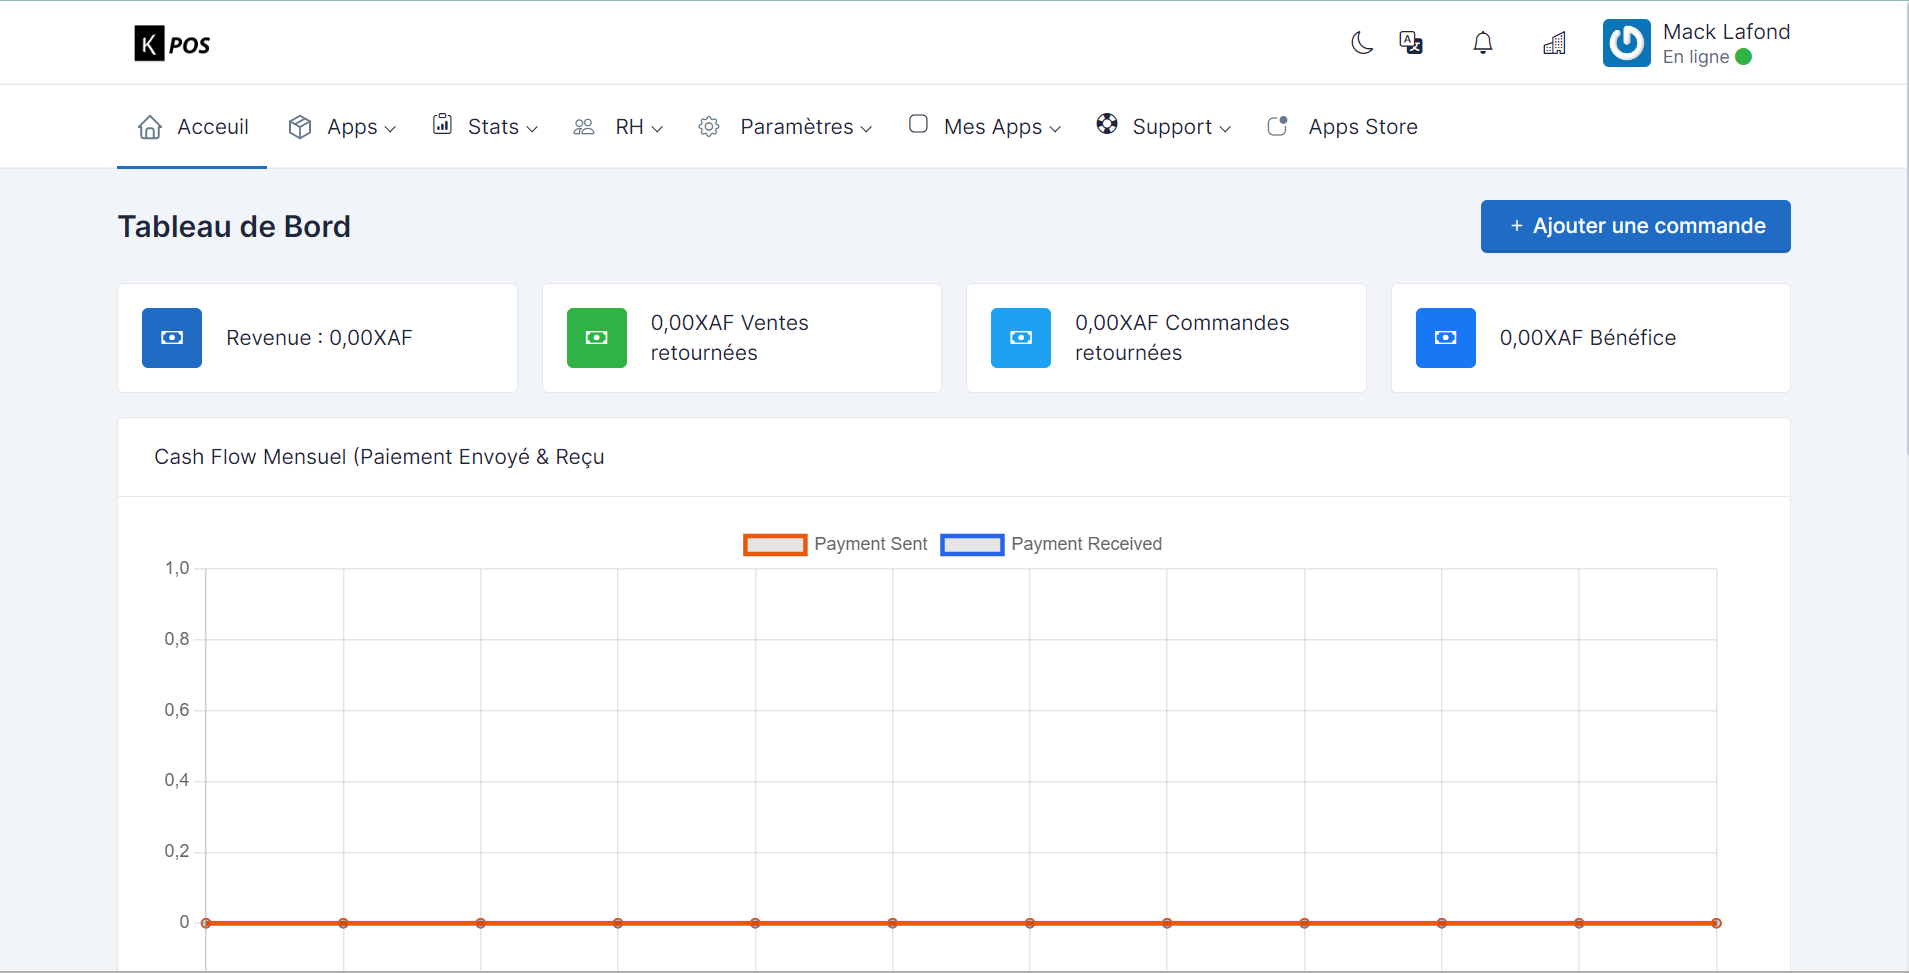 K POS
Mack Lafond
En ligne
Acceuil Apps Stats RH Paramètres Mes Apps Support Apps Store
Tableau de Bord
+ Ajouter une commande
Revenue : 0,00XAF
0,00XAF Ventes
retournées
0,00XAF Commandes
retournées
0,00XAF Bénéfice
Cash Flow Mensuel (Paiement Envoyé & Reçu
Payment Sent Payment Received
1,0
0,8
0,6
0,4
0,2
0